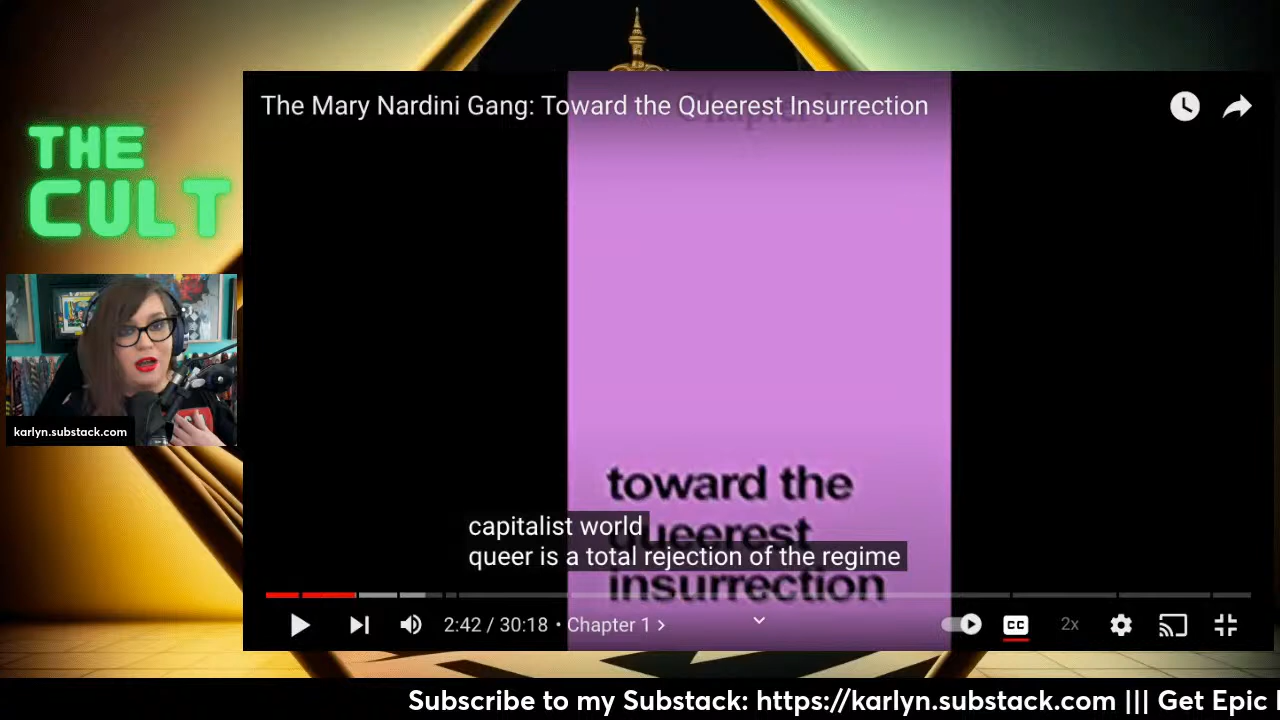 The Mary Nardini Gang: Toward the Queerest Insurrection
THE
CULT
karlyn.substack.com
toward the
queerest
insurrection
capitalist world
queer is a total rejection of the regime
2:42 / 30:18 • Chapter 1 >
CC
2x
Subscribe to my Substack: https://karlyn.substack.com ||| Get Epic